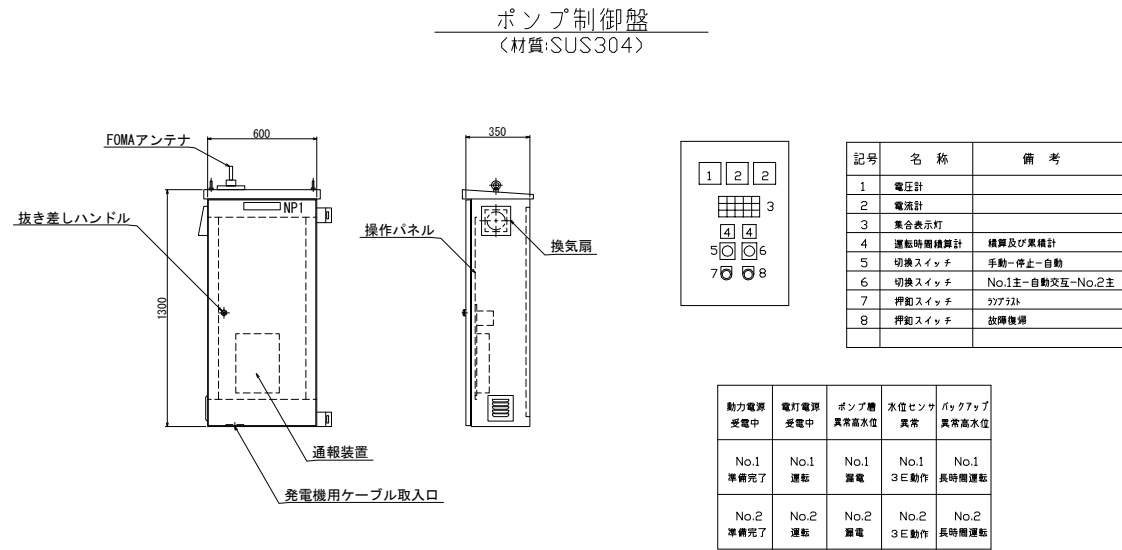 ポンプ制御盤
(材質:SUS304)
FOMAアンテナ
600
350
NP1
抜き差しハンドル
1300
操作パネル
換気扇
通報装置
発電機用ケーブル取入口
1 2 2
3
4 4
5 6
7 8
記号 名 称 備 考
1 電圧計
2 電流計
3 集合表示灯
4 運転時間積算計 積算及び累積計
5 切換スイッチ 手動-停止-自動
6 切換スイッチ No.1主-自動交互-No.2主
7 押釦スイッチ ランプテスト
8 押釦スイッチ 故障復帰
動力電源 電灯電源 ポンプ槽 水位センサ バックアップ
受電中 受電中 異常高水位 異常 異常高水位
No.1 No.1 No.1 No.1 No.1
準備完了 運転 漏電 3E動作 長時間運転
No.2 No.2 No.2 No.2 No.2
準備完了 運転 漏電 3E動作 長時間運転